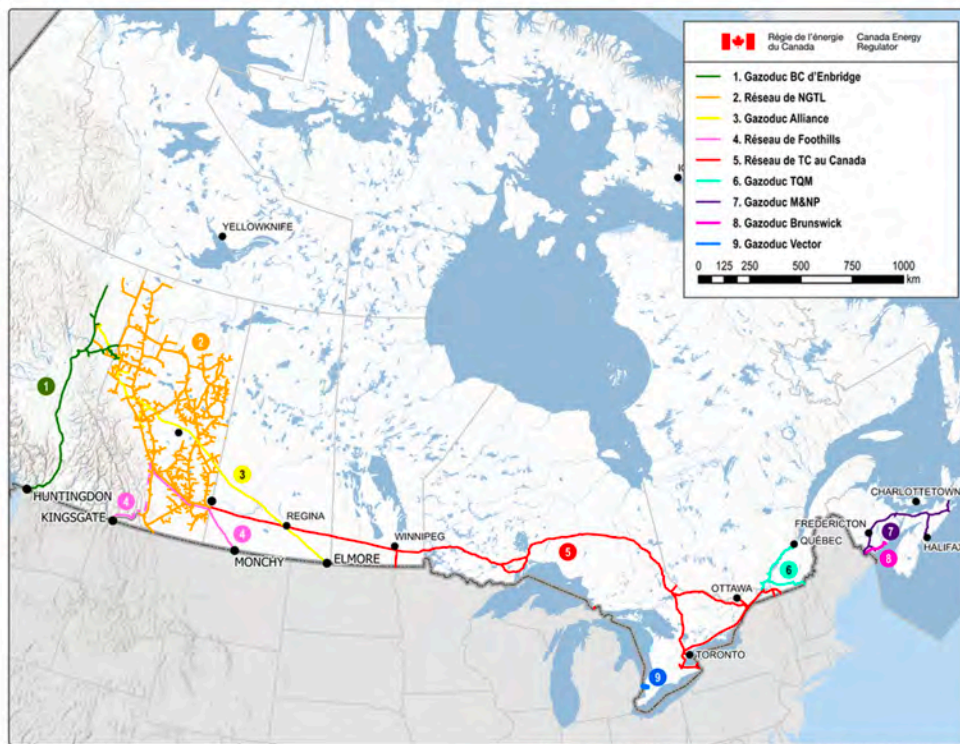 Régie de l'énergie Canada Energy
du Canada Regulator
1. Gazoduc BC d'Enbridge
2. Réseau de NGTL
3. Gazoduc Alliance
4. Réseau de Foothills
5. Réseau de TC au Canada
6. Gazoduc TQM
7. Gazoduc M&NP
8. Gazoduc Brunswick
9. Gazoduc Vector
0 125 250 500 750 1000
km
K
YELLOWKNIFE
2
1
3
HUNTINGDON
4
KINGSGATE
REGINA
4
WINNIPEG
MONCHY
ELMORE
5
CHARLOTTETOWN
FREDERICTON
7
QUÉBEC
HALIFAX
8
6
OTTAWA
TORONTO
9